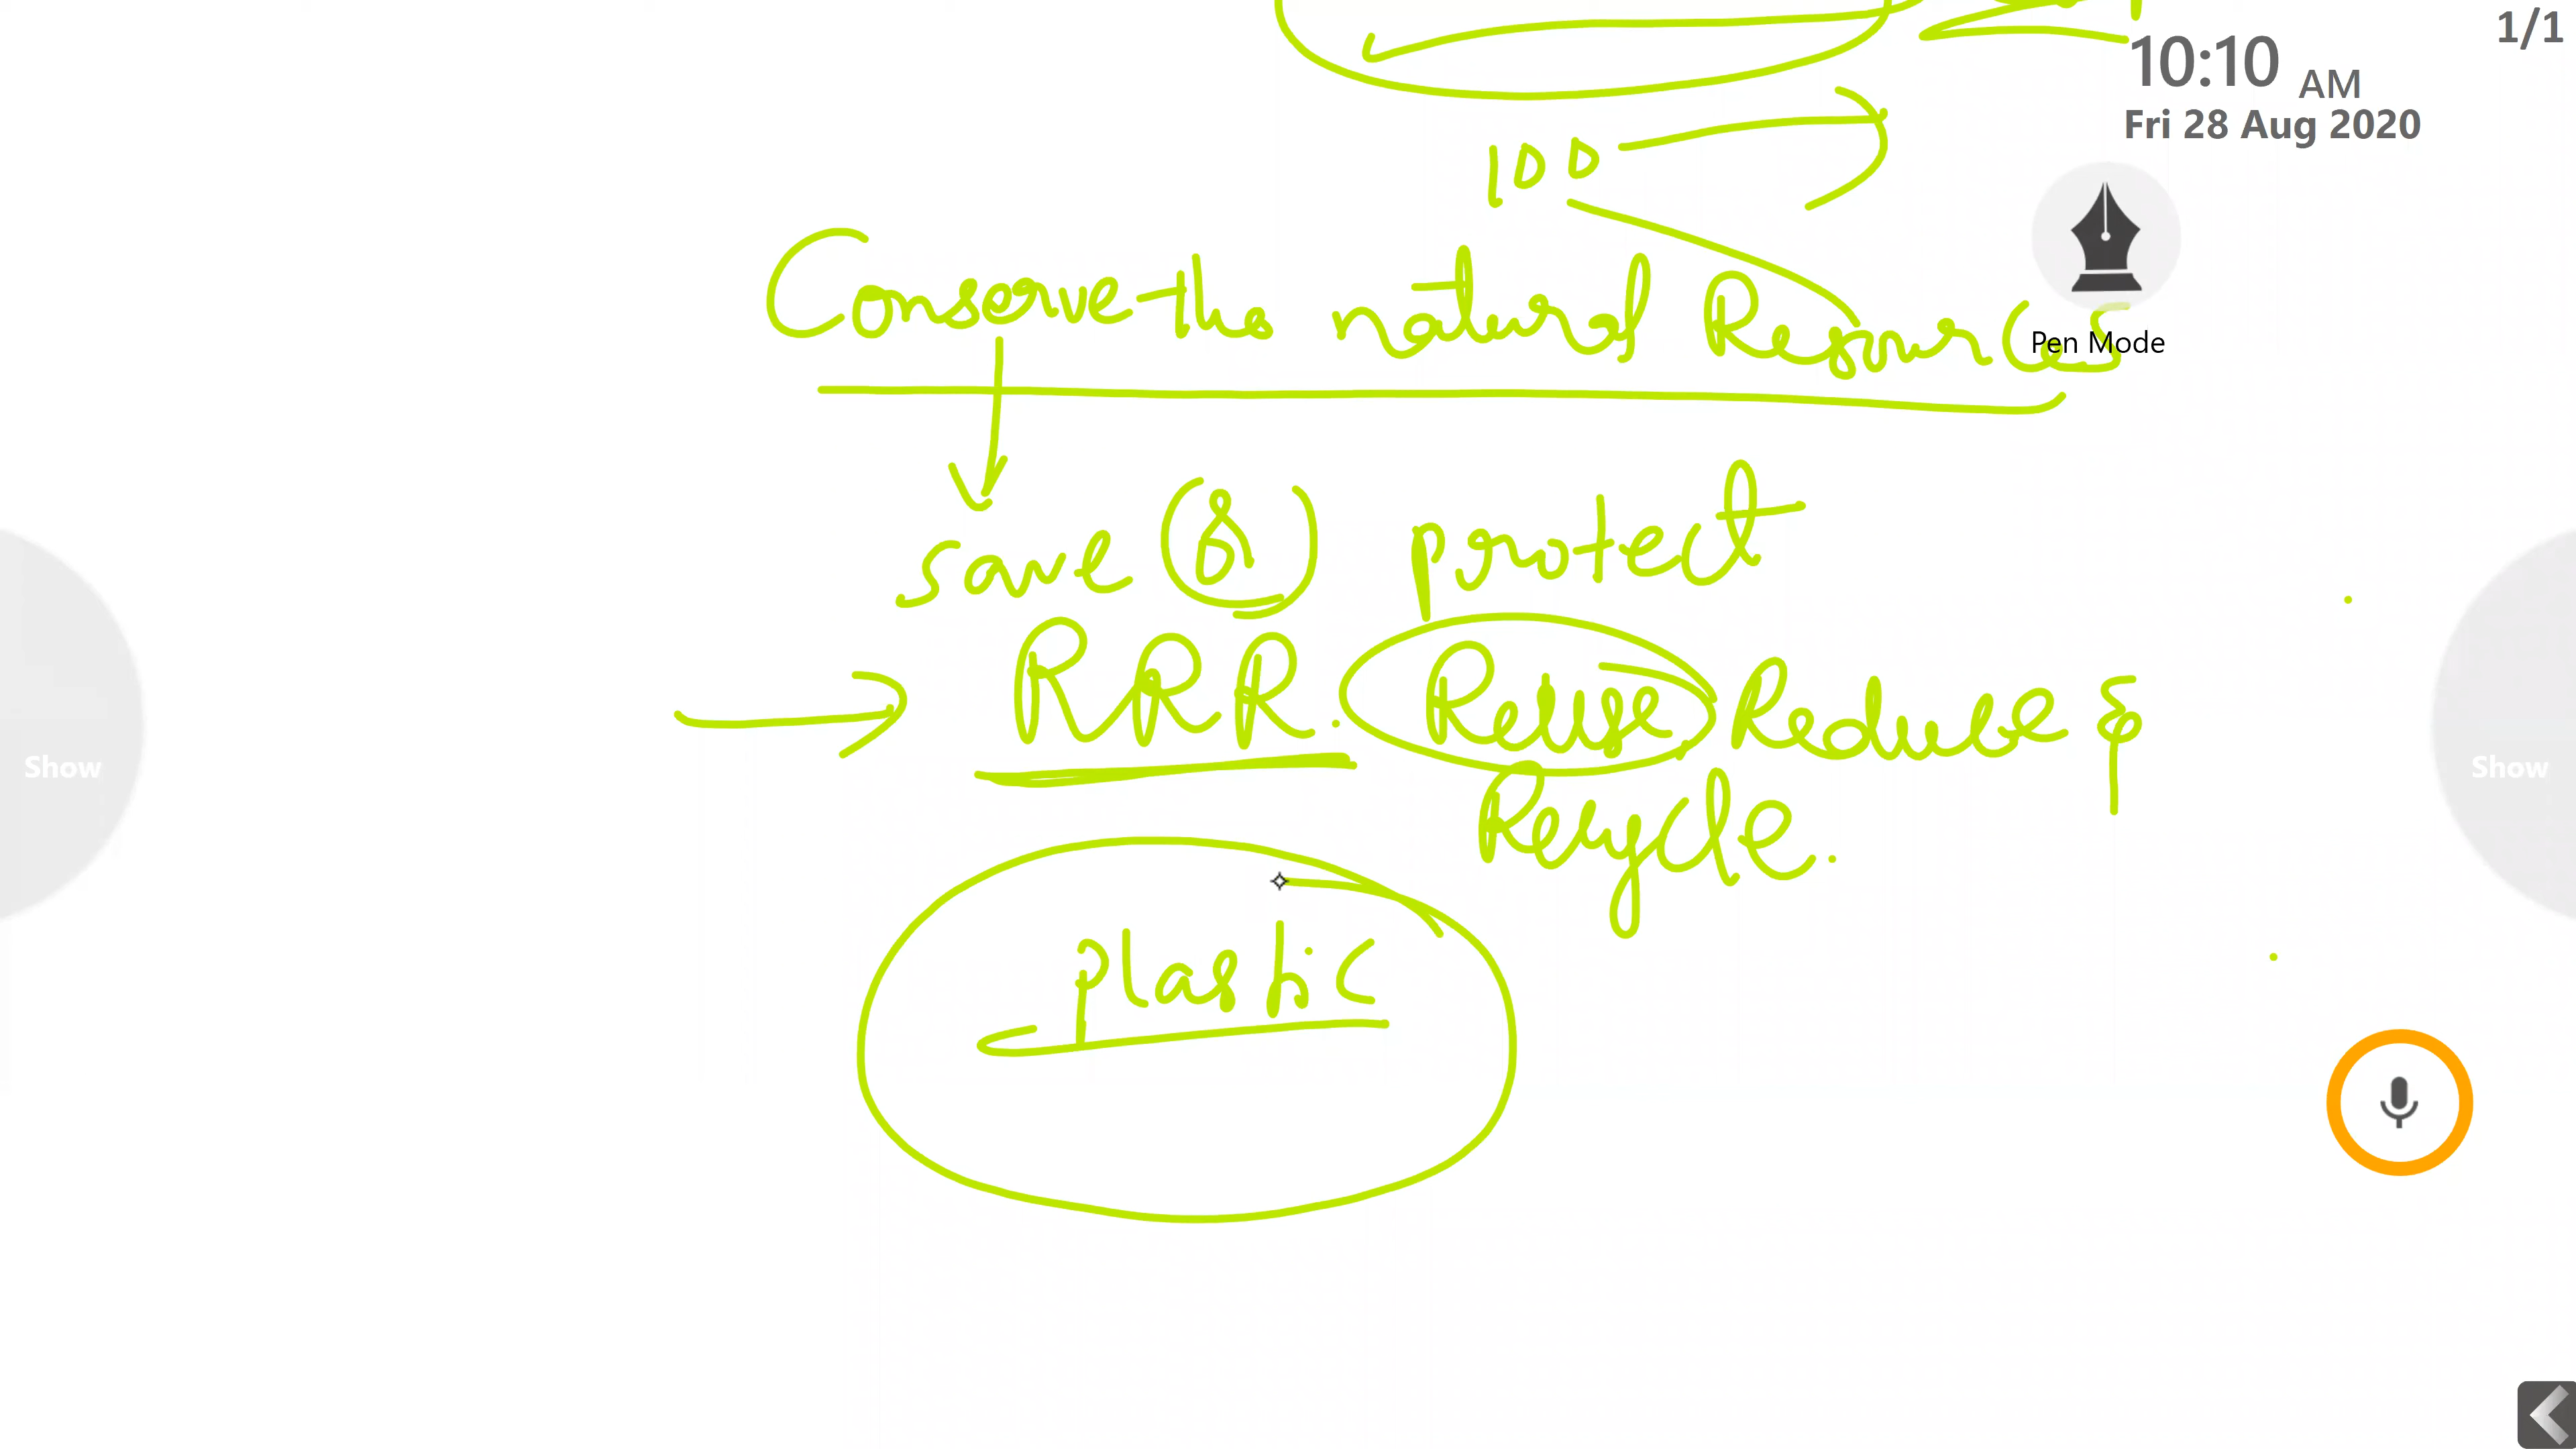 1/1
10:10 AM
Fri 28 Aug 2020
100
Conserve the natural Resources
Pen Mode
save (&) protect
RRR. Reuse, Reduce &
Recycle.
Show
Show
plastic